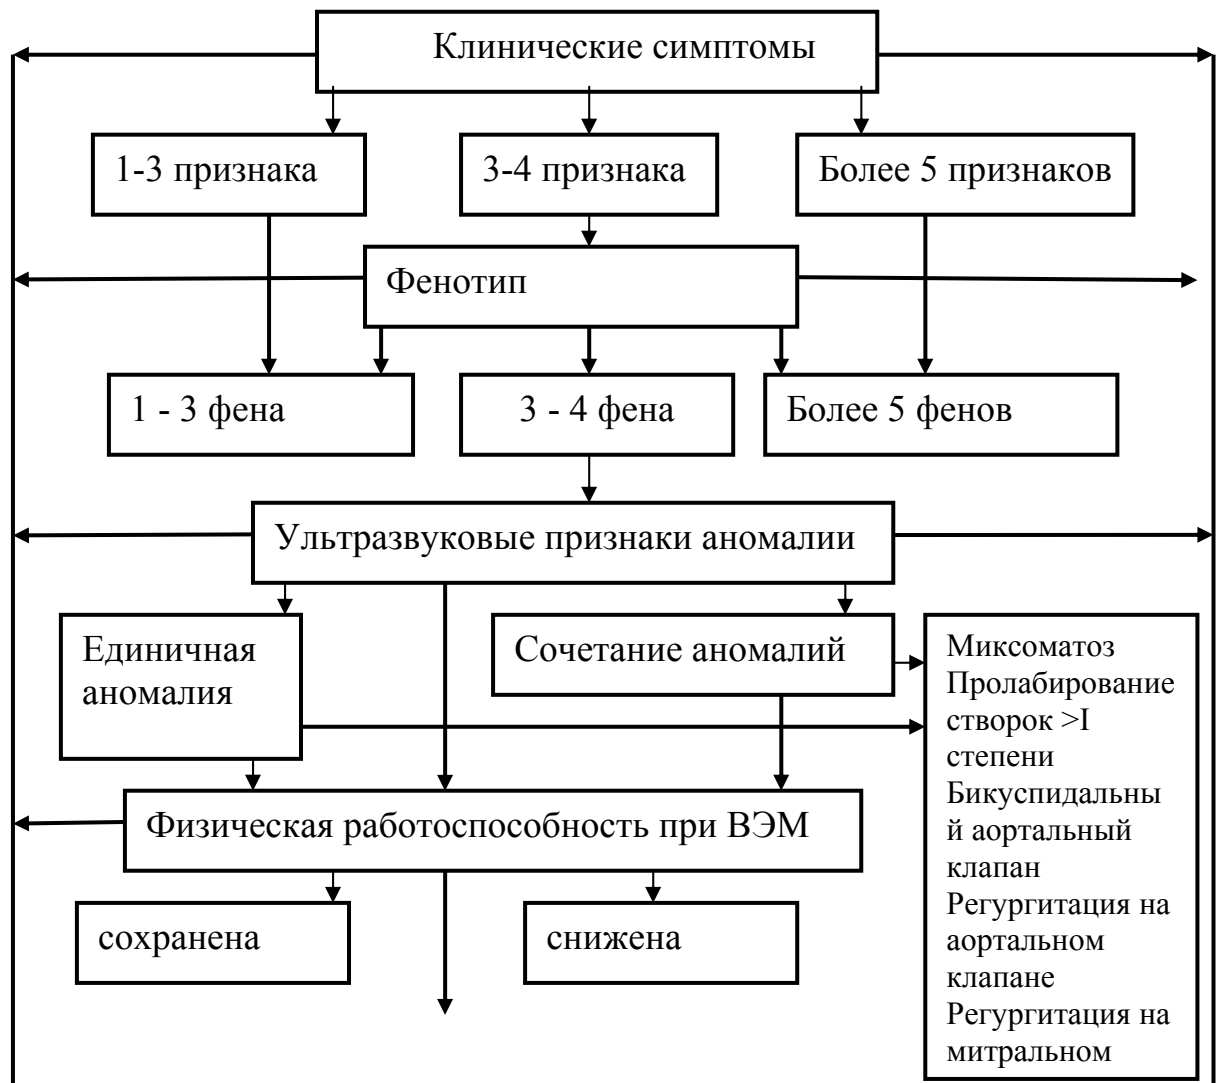 Клинические симптомы
1-3 признака
3-4 признака
Более 5 признаков
Фенотип
1 - 3 фена
3 - 4 фена
Более 5 фенов
Ультразвуковые признаки аномалии
Единичная
аномалия
Сочетание аномалий
Миксоматоз
Пролабирование
створок >I
степени
Бикуспидальны
й аортальный
клапан
Регургитация на
аортальном
клапане
Регургитация на
митральном
Физическая работоспособность при ВЭМ
сохранена
снижена